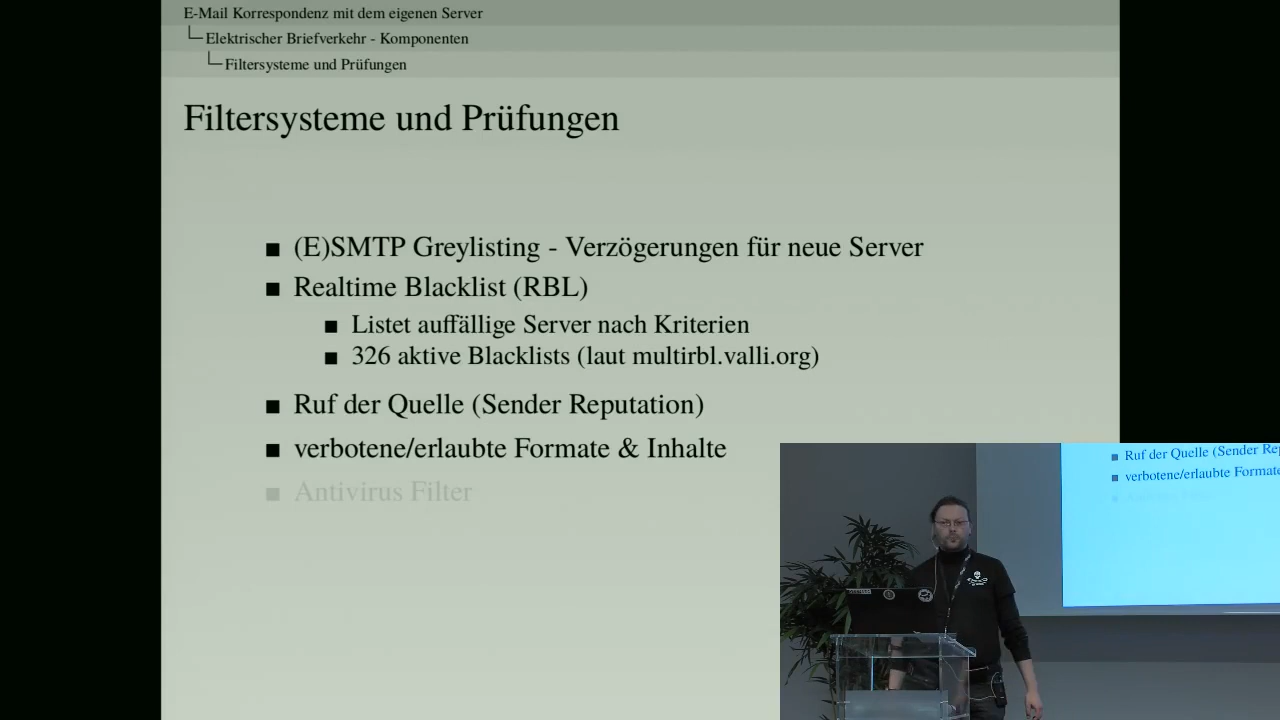 E-Mail Korrespondenz mit dem eigenen Server
Elektrischer Briefverkehr - Komponenten
Filtersysteme und Prüfungen
Filtersysteme und Prüfungen
(E)SMTP Greylisting - Verzögerungen für neue Server
Realtime Blacklist (RBL)
Listet auffällige Server nach Kriterien
326 aktive Blacklists (laut multirbl.valli.org)
Ruf der Quelle (Sender Reputation)
verbotene/erlaubte Formate & Inhalte
Antivirus Filter
Ruf der Quelle (Sender Re
verbotene/erlaubte Formate